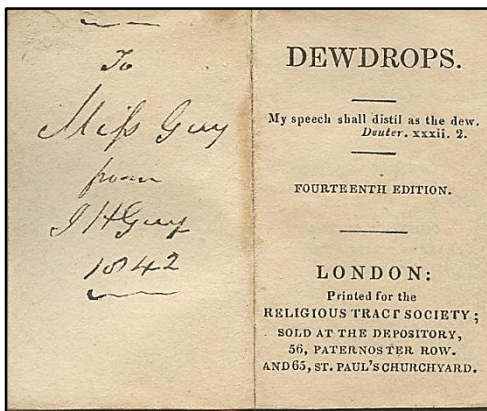 To
Miſs Guy
from
J H Guy
1842
DEWDROPS.
My speech shall distil as the dew.
Deuter. xxxii. 2.
FOURTEENTH EDITION.
LONDON:
Printed for the
RELIGIOUS TRACT SOCIETY;
SOLD AT THE DEPOSITORY,
56, PATERNOSTER ROW.
AND 65, ST. PAUL'S CHURCHYARD.